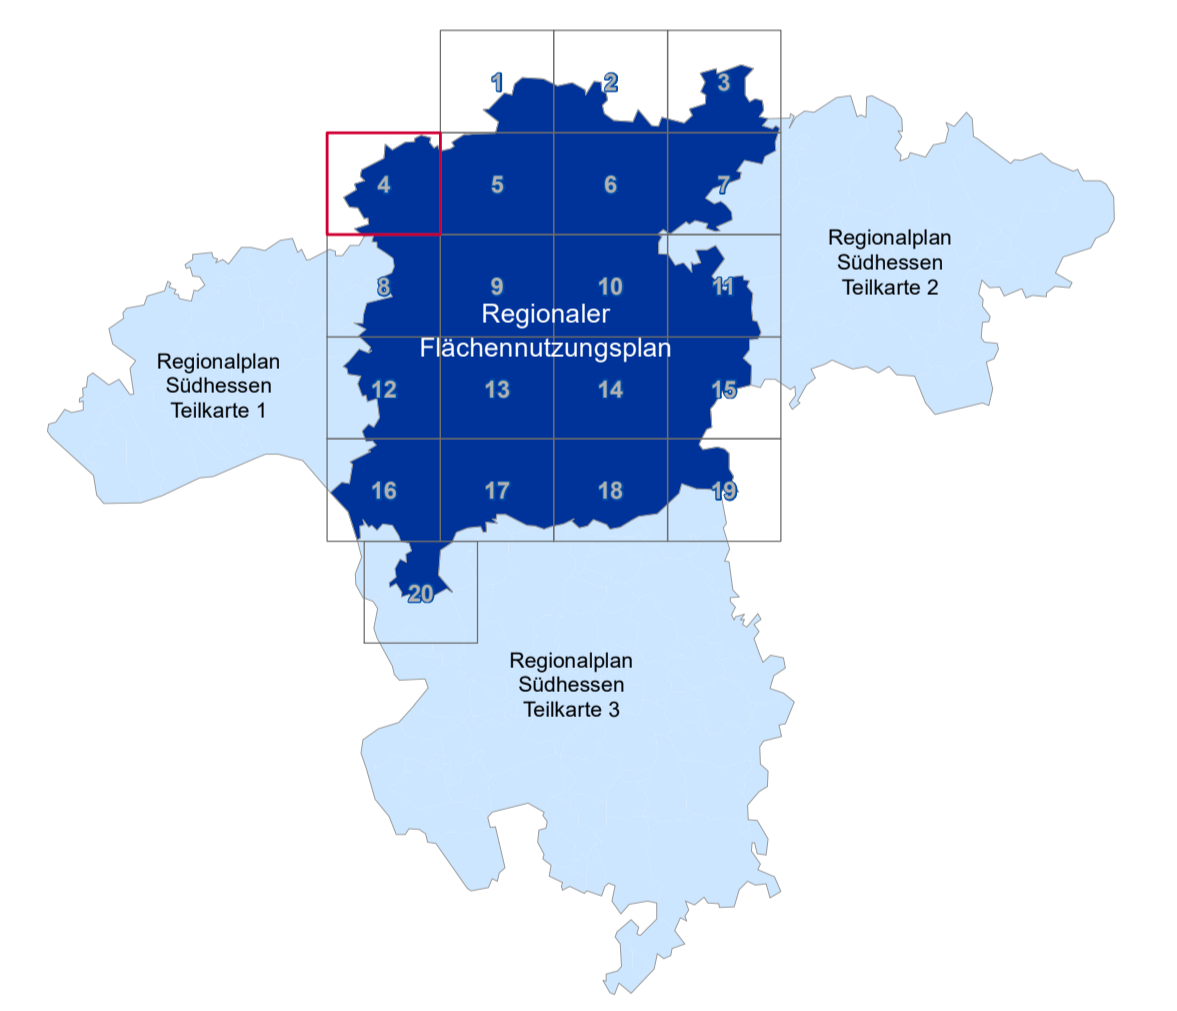 1
2
3
4
5
6
7
Regionalplan
Südhessen
Teilkarte 2
8
9
10
11
Regionaler
Flächennutzungsplan
Regionalplan
Südhessen
Teilkarte 1
12
13
14
15
16
17
18
19
20
Regionalplan
Südhessen
Teilkarte 3